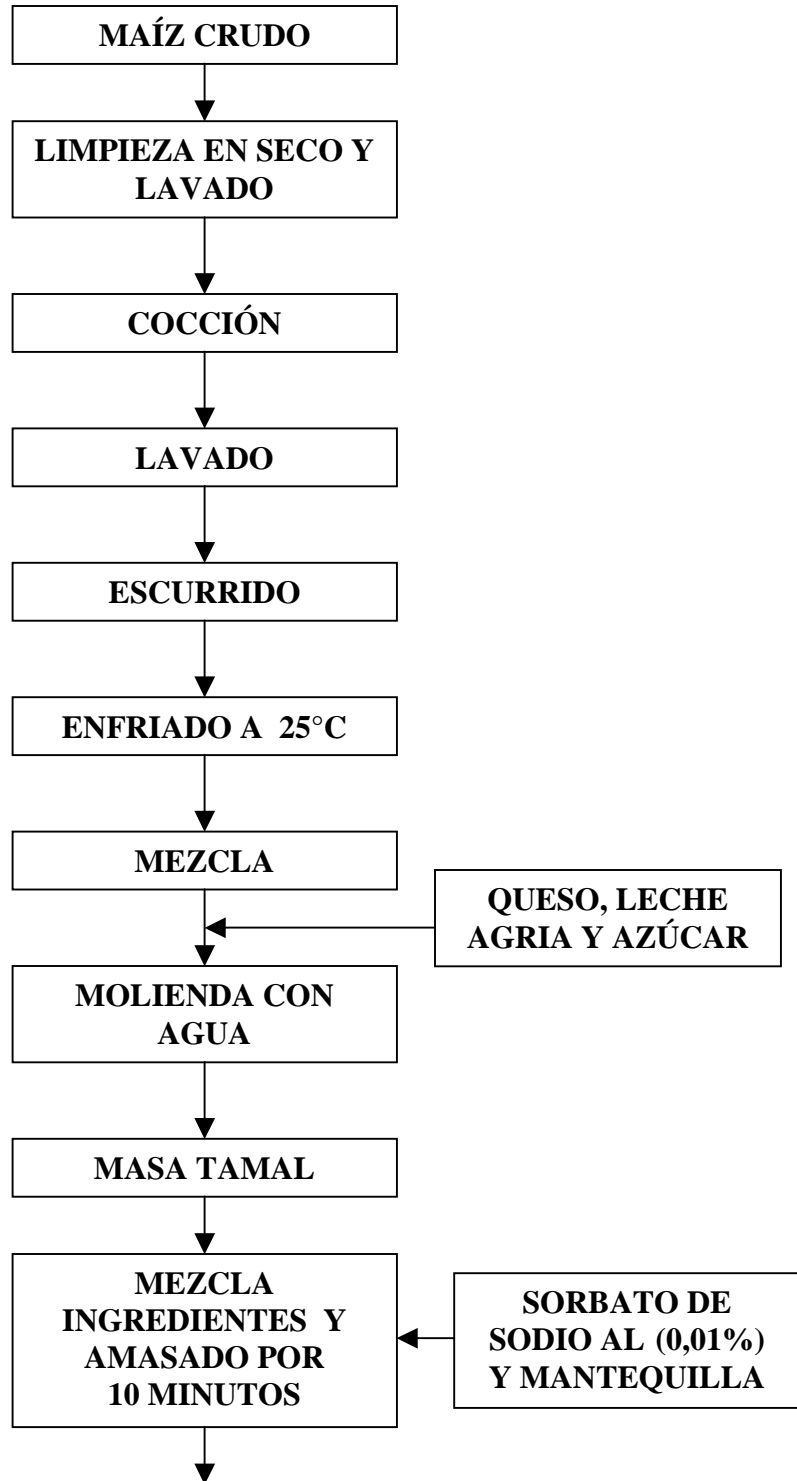 MAÍZ CRUDO
LIMPIEZA EN SECO Y
LAVADO
COCCIÓN
LAVADO
ESCURRIDO
ENFRIADO A 25°C
MEZCLA
QUESO, LECHE
AGRIA Y AZÚCAR
MOLIENDA CON
AGUA
MASA TAMAL
MEZCLA
INGREDIENTES Y
AMASADO POR
10 MINUTOS
SORBATO DE
SODIO AL (0,01%)
Y MANTEQUILLA